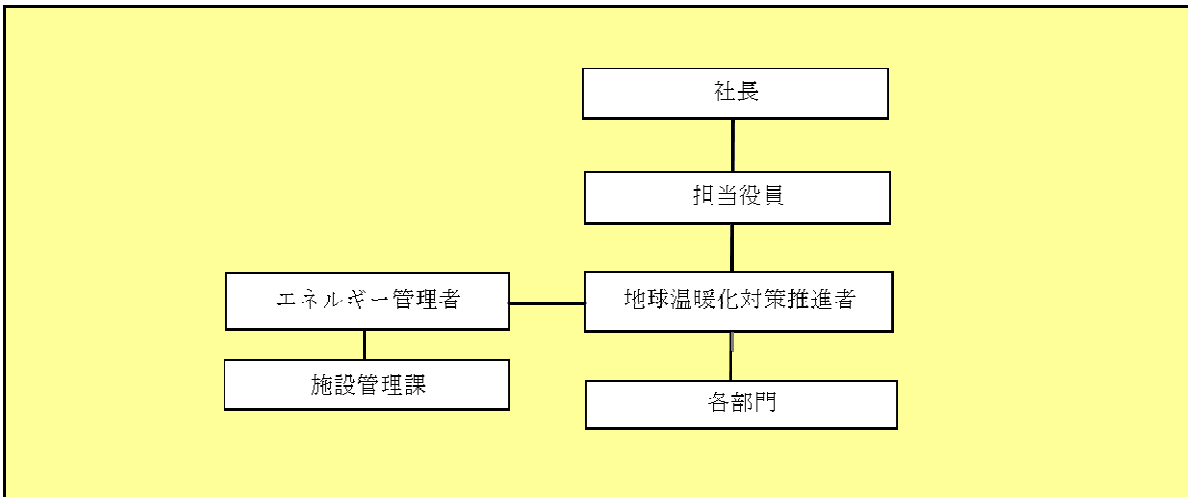 社長
担当役員
エネルギー管理者
地球温暖化対策推進者
施設管理課
各部門